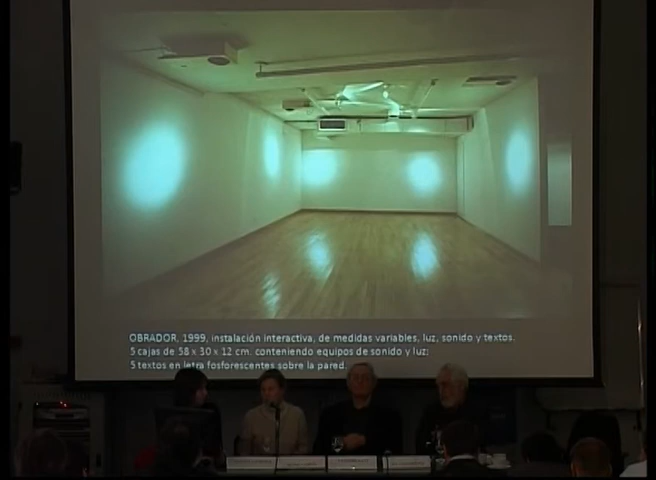 OBRADOR, 1999, instalación interactiva, de medidas variables, luz, sonido y textos.
5 cajas de 58 x 30 x 12 cm. conteniendo equipos de sonido y luz;
5 textos en letra fosforescentes sobre la pared.